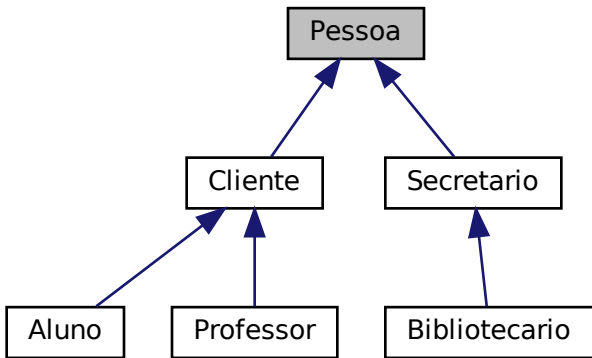 Pessoa
Cliente
Secretario
Aluno
Professor
Bibliotecario